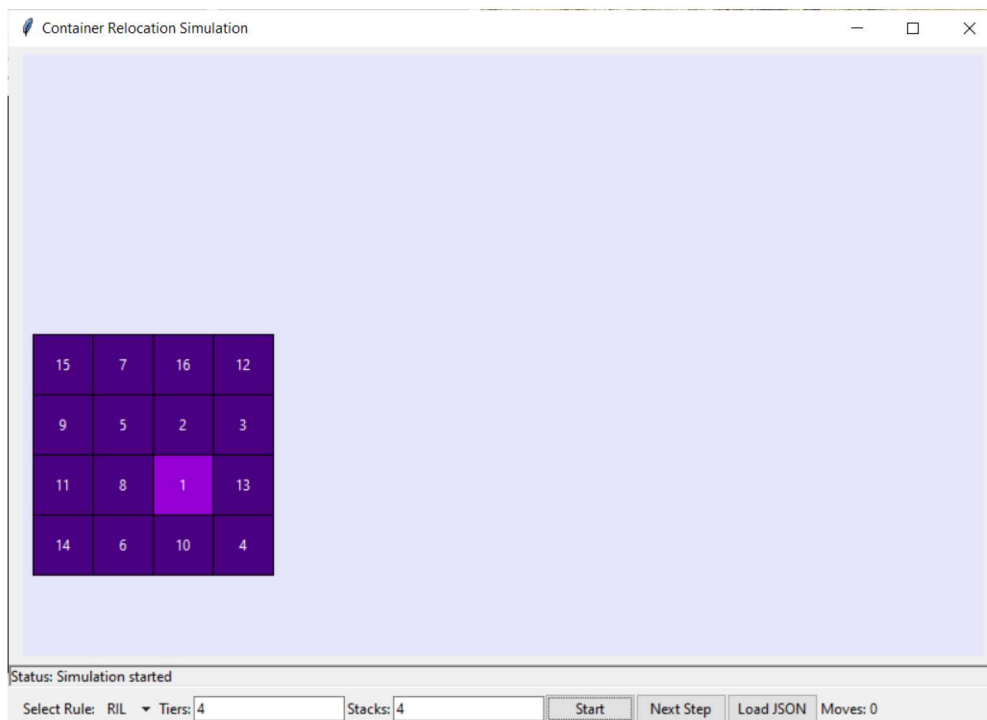 Container Relocation Simulation
15 7 16 12
9 5 2 3
11 8 1 13
14 6 10 4
Status: Simulation started
Select Rule: RIL Tiers: 4 Stacks: 4 Start Next Step Load JSON Moves: 0